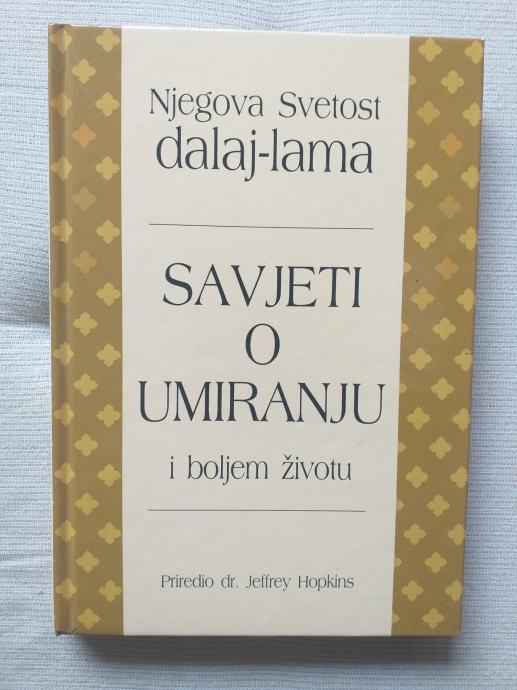 Njegova Svetost
dalaj-lama
SAVJETI
O
UMIRANJU
i boljem životu
Priredio dr. Jeffrey Hopkins